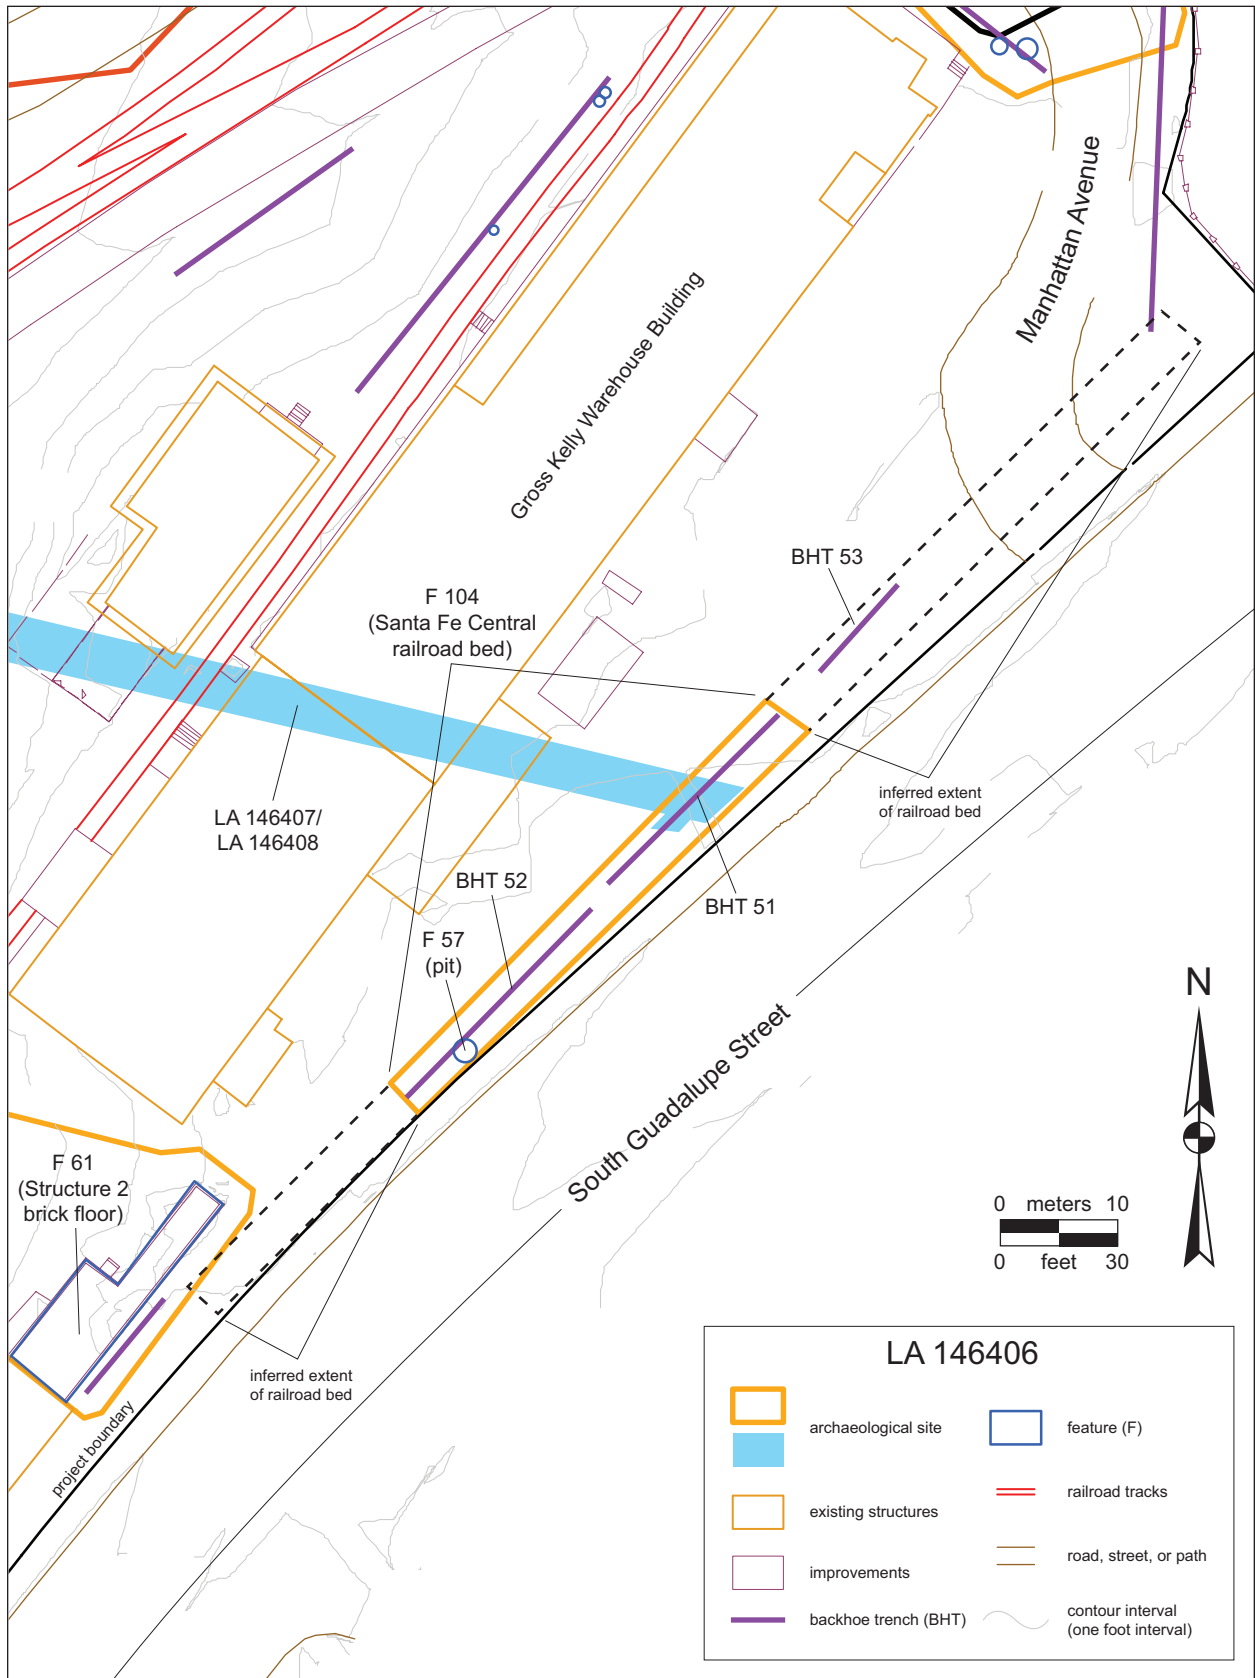 Manhattan Avenue
Gross Kelly Warehouse Building
BHT 53
F 104
(Santa Fe Central
railroad bed)
inferred extent
of railroad bed
LA 146407/
LA 146408
BHT 52
BHT 51
F 57
(pit)
N
South Guadalupe Street
F 61
(Structure 2
brick floor)
0 meters 10
0 feet 30
inferred extent
of railroad bed
project boundary
LA 146406
archaeological site
feature (F)
existing structures
railroad tracks
improvements
road, street, or path
backhoe trench (BHT)
contour interval
(one foot interval)